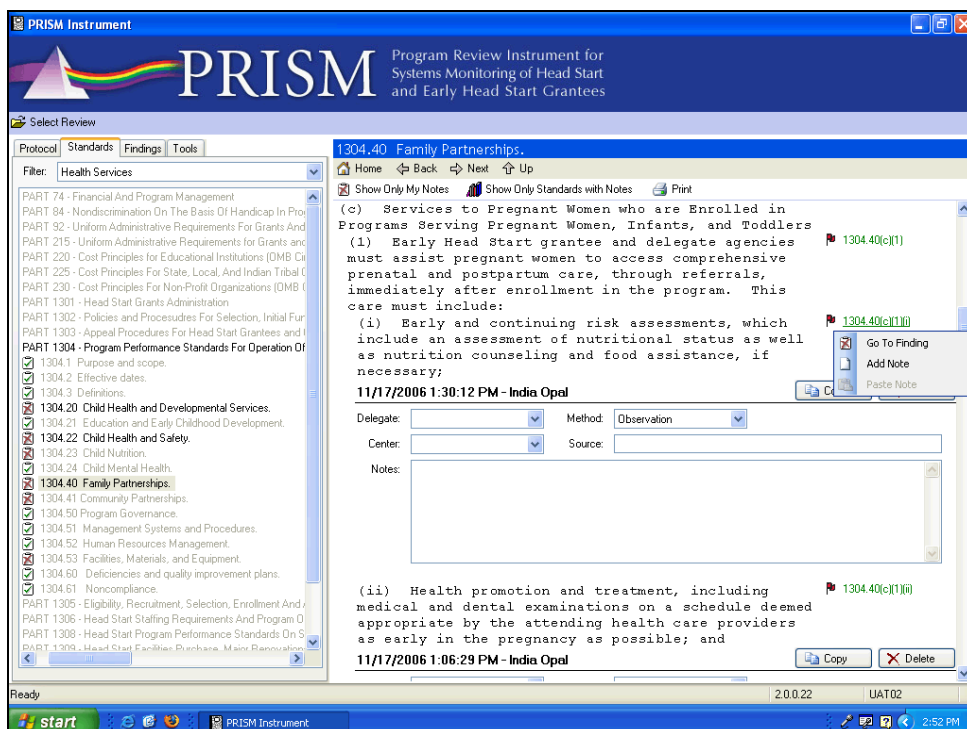 PRISM Instrument
PRISM
Program Review Instrument for
Systems Monitoring of Head Start
and Early Head Start Grantees
Select Review
Protocol Standards Findings Tools
Filter: Health Services
PART 74 - Financial And Program Management
PART 84 - Nondiscrimination On The Basis Of Handicap In Pro
PART 92 - Uniform Administrative Requirements For Grants And
PART 215 - Uniform Administrative Requirements for Grants and
PART 220 - Cost Principles for Educational Institutions (OMB Ci
PART 225 - Cost Principles For State, Local, And Indian Tribal
PART 230 - Cost Principles For Non-Profit Organizations (OMB
PART 1301 - Head Start Grants Administration
PART 1302 - Policies and Procesudres For Selection, Initial Fur
PART 1303 - Appeal Procedures For Head Start Grantees and
PART 1304 - Program Performance Standards For Operation Of
1304.1 Purpose and scope.
1304.2 Effective dates.
1304.3 Definitions.
1304.20 Child Health and Developmental Services.
1304.21 Education and Early Childhood Development.
1304.22 Child Health and Safety.
1304.23 Child Nutrition.
1304.24 Child Mental Health.
1304.40 Family Partnerships.
1304.41 Community Partnerships.
1304.50 Program Governance.
1304.51 Management Systems and Procedures.
1304.52 Human Resources Management.
1304.53 Facilities, Materials, and Equipment.
1304.60 Deficiencies and quality improvement plans.
1304.61 Noncompliance.
PART 1305 - Eligibility, Recruitment, Selection, Enrollment And
PART 1306 - Head Start Staffing Requirements And Program O
PART 1308 - Head Start Program Performance Standards On S
PART 1309 - Head Start Facilities Purchase, Major Renovation
1304.40 Family Partnerships.
Home Back Next Up
Show Only My Notes Show Only Standards with Notes Print
(c) Services to Pregnant Women who are Enrolled in
Programs Serving Pregnant Women, Infants, and Toddlers
(1) Early Head Start grantee and delegate agencies 1304.40(c)(1)
must assist pregnant women to access comprehensive
prenatal and postpartum care, through referrals,
immediately after enrollment in the program. This
care must include:
(i) Early and continuing risk assessments, which 1304.40(c)(1)(i)
include an assessment of nutritional status as well
as nutrition counseling and food assistance, if
necessary;
Go To Finding
Add Note
Paste Note
11/17/2006 1:30:12 PM - India Opal
Delegate: Method: Observation
Center: Source:
Notes:
(ii) Health promotion and treatment, including 1304.40(c)(1)(ii)
medical and dental examinations on a schedule deemed
appropriate by the attending health care providers
as early in the pregnancy as possible; and
11/17/2006 1:06:29 PM - India Opal Copy Delete
Ready 2.0.0.22 UAT02
start PRISM Instrument 2:52 PM